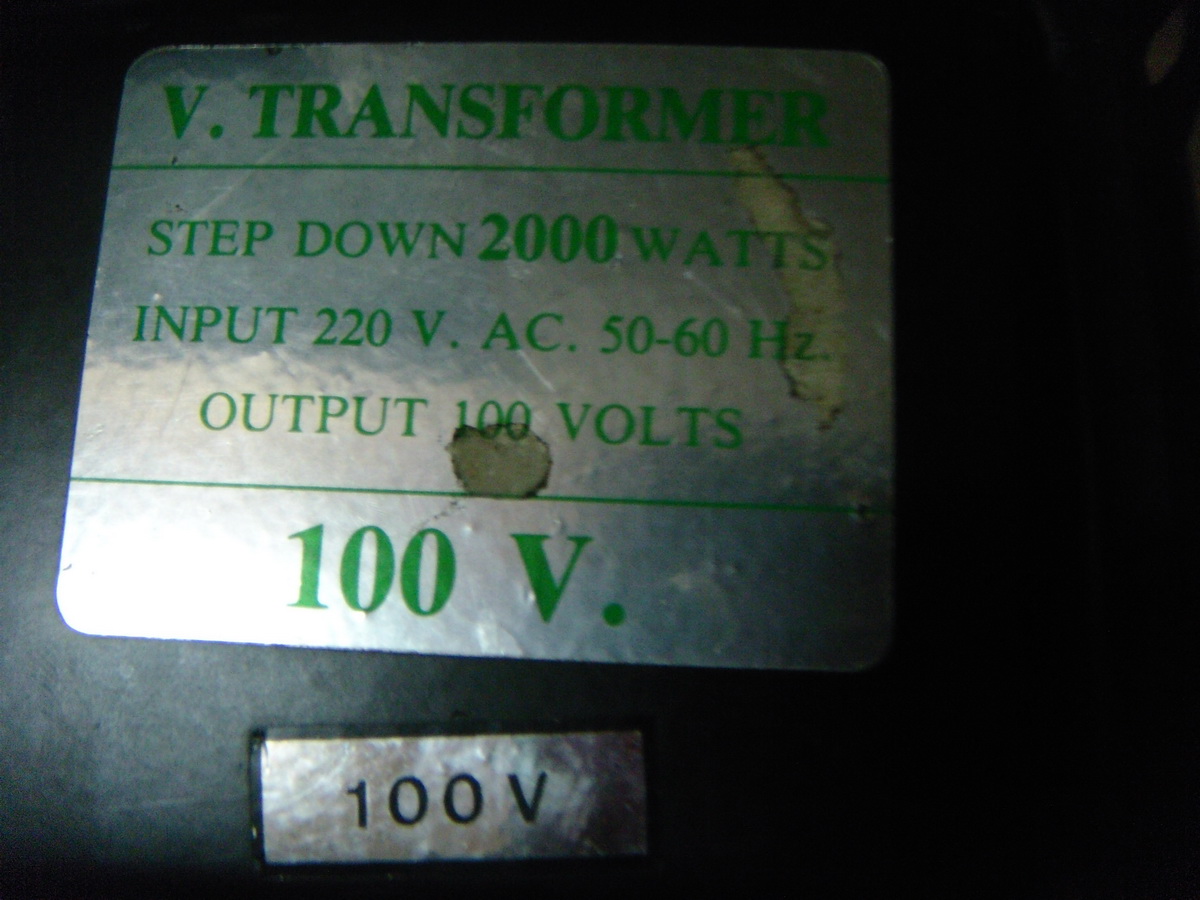 V. TRANSFORMER
STEP DOWN 2000 WATTS
INPUT 220 V. AC. 50-60 Hz.
OUTPUT 100 VOLTS
100 V.
100V